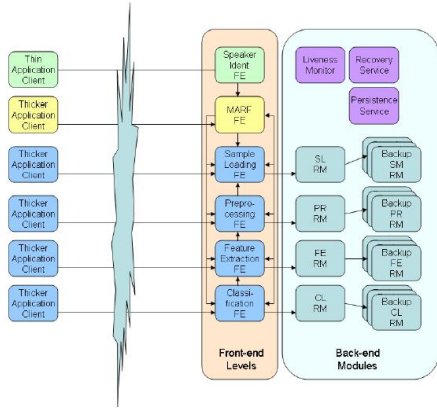 Thin
Application
Client
Speaker
Ident
FE
Liveness
Monitor
Recovery
Service
Persistence
Service
Thicker
Application
Client
MARF
FE
Thicker
Application
Client
Sample
Loading
FE
SL
RM
Backup
SM
RM
Thicker
Application
Client
Prepro-
cessing
FE
PR
RM
Backup
PR
RM
Thicker
Application
Client
Feature
Extraction
FE
FE
RM
Backup
FE
RM
Thicker
Application
Client
Classi-
fication
FE
CL
RM
Backup
CL
RM
Front-end
Levels
Back-end
Modules